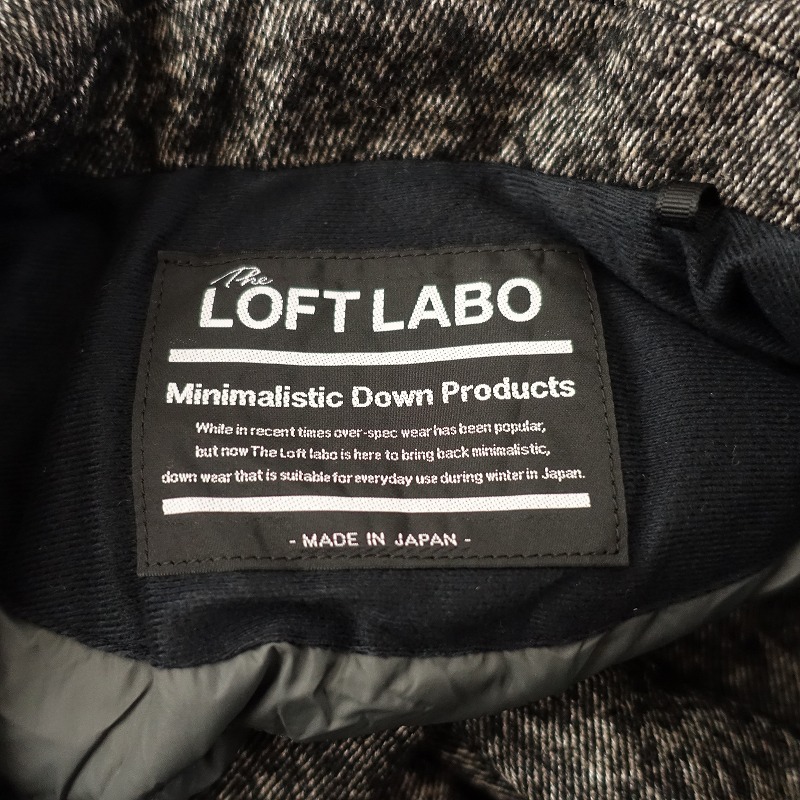 The
LOFT LABO
Minimalistic Down Products
While in recent times over-spec wear has been popular,
but now The Loft labo is here to bring back minimalistic,
down wear that is suitable for everyday use during winter in Japan.
- MADE IN JAPAN -